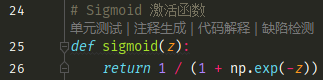 24 # Sigmoid 激活函数
单元测试 | 注释生成 | 代码解释 | 缺陷检测
25 def sigmoid(z):
26 return 1 / (1 + np.exp(-z))